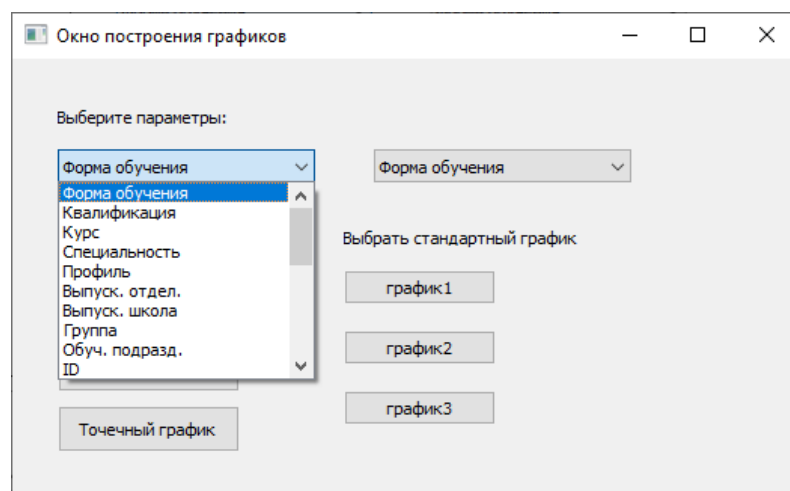 Окно построения графиков
Выберите параметры:
Форма обучения
Форма обучения
Форма обучения
Квалификация
Курс
Специальность
Профиль
Выпуск. отдел.
Выпуск. школа
Группа
Обуч. подразд.
ID
Выбрать стандартный график
график1
график2
график3
Точечный график